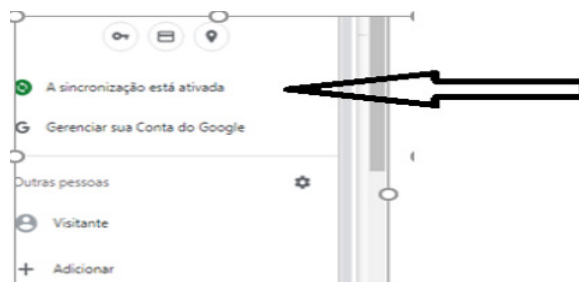 A sincronização está ativada
Gerenciar sua Conta do Google
Outras pessoas
Visitante
Adicionar